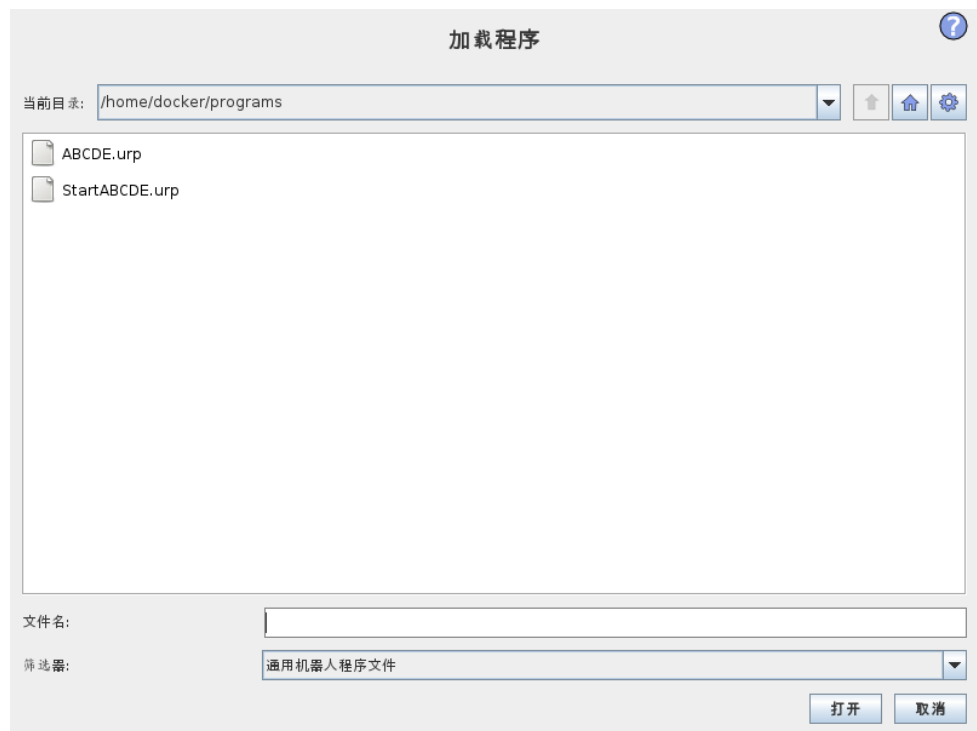 加载程序
?
当前目录: /home/docker/programs
ABCDE.urp
StartABCDE.urp
文件名:
筛选器: 通用机器人程序文件
打开 取消